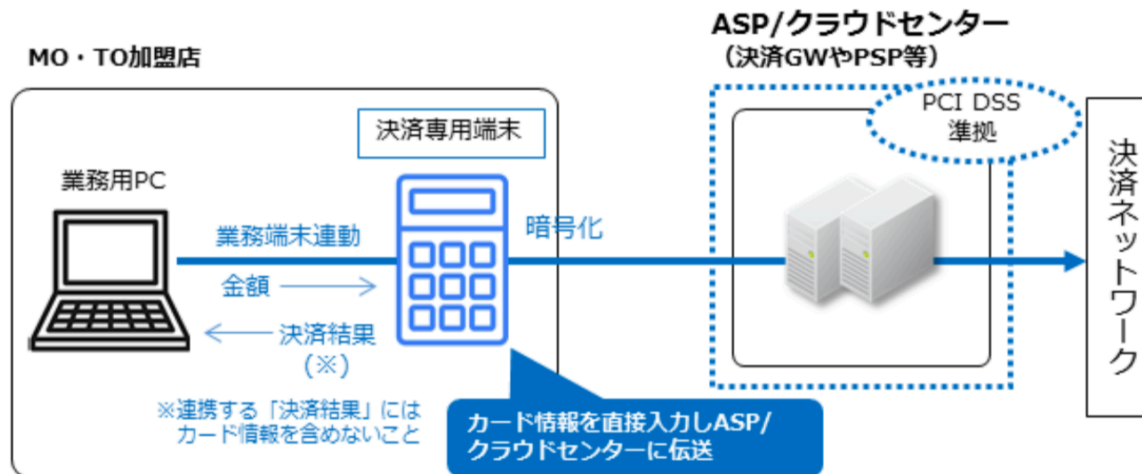 MO・TO加盟店
ASP/クラウドセンター
（決済GWやPSP等）
PCI DSS
準拠
決済専用端末
業務用PC
業務端末連動
金額
決済結果
（※）
暗号化
決済ネットワーク
※連携する「決済結果」には
カード情報を含めないこと
カード情報を直接入力しASP/
クラウドセンターに伝送